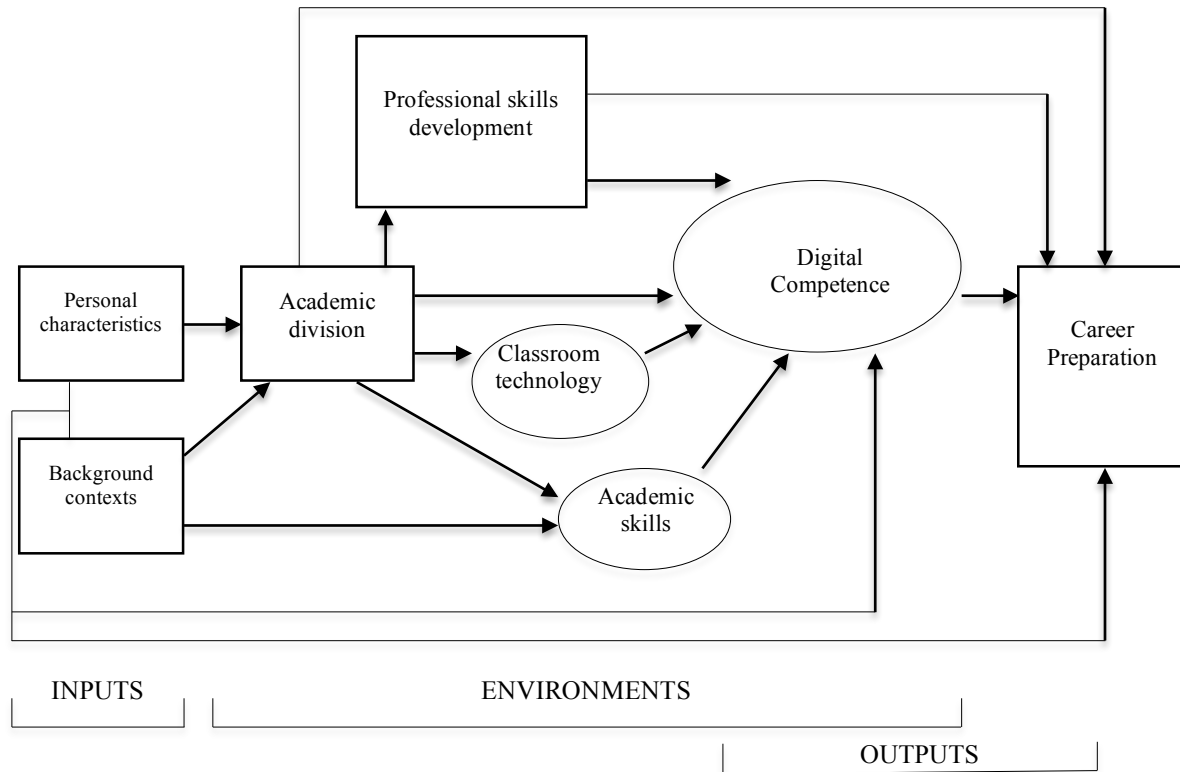 Professional skills
development
Digital
Competence
Personal
characteristics
Academic
division
Classroom
technology
Career
Preparation
Background
contexts
Academic
skills
INPUTS
ENVIRONMENTS
OUTPUTS